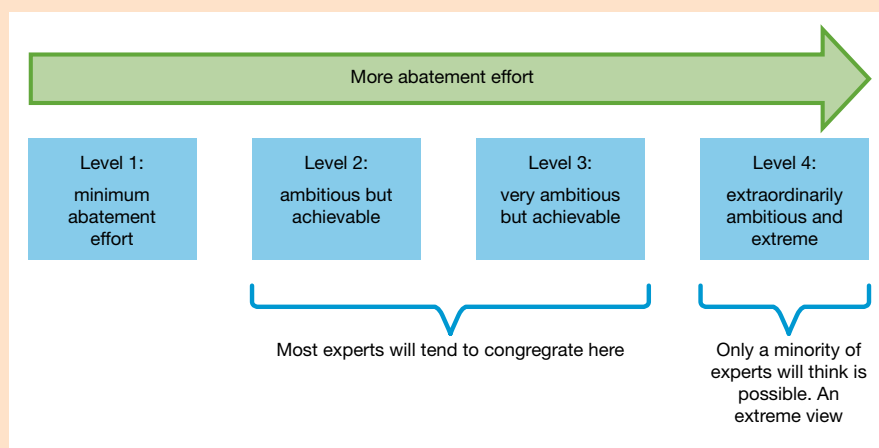 More abatement effort
Level 1:
minimum
abatement
effort
Level 2:
ambitious but
achievable
Level 3:
very ambitious
but achievable
Level 4:
extraordinarily
ambitious and
extreme
Most experts will tend to congregrate here
Only a minority of
experts will think is
possible. An
extreme view